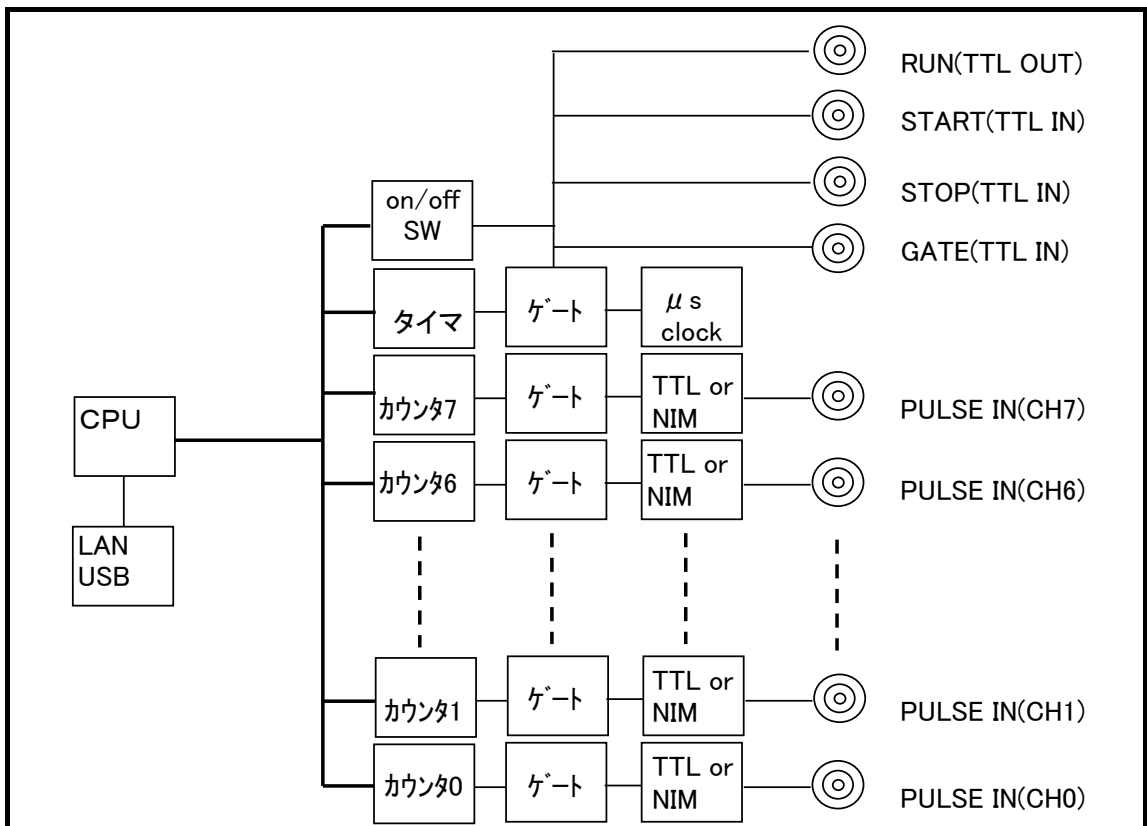 RUN(TTL OUT)
START(TTL IN)
on/off
SW
STOP(TTL IN)
GATE(TTL IN)
タイマ
ｹﾞｰﾄ
μs
clock
ｶｳﾝﾀ7
ｹﾞｰﾄ
TTL or
NIM
PULSE IN(CH7)
CPU
ｶｳﾝﾀ6
ｹﾞｰﾄ
TTL or
NIM
PULSE IN(CH6)
LAN
USB
ｶｳﾝﾀ1
ｹﾞｰﾄ
TTL or
NIM
PULSE IN(CH1)
ｶｳﾝﾀ0
ｹﾞｰﾄ
TTL or
NIM
PULSE IN(CH0)